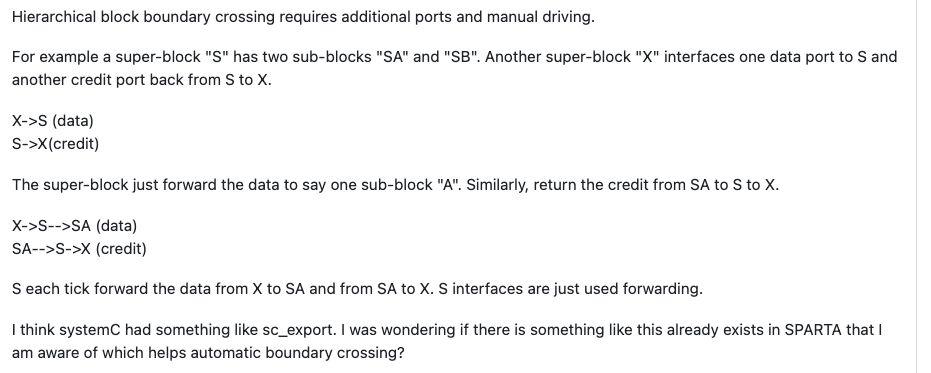 Hierarchical block boundary crossing requires additional ports and manual driving.
For example a super-block "S" has two sub-blocks "SA" and "SB". Another super-block "X" interfaces one data port to S and
another credit port back from S to X.
X->S (data)
S->X(credit)
The super-block just forward the data to say one sub-block "A". Similarly, return the credit from SA to S to X.
X->S-->SA (data)
SA-->S->X (credit)
S each tick forward the data from X to SA and from SA to X. S interfaces are just used forwarding.
I think systemC had something like sc_export. I was wondering if there is something like this already exists in SPARTA that I
am aware of which helps automatic boundary crossing?